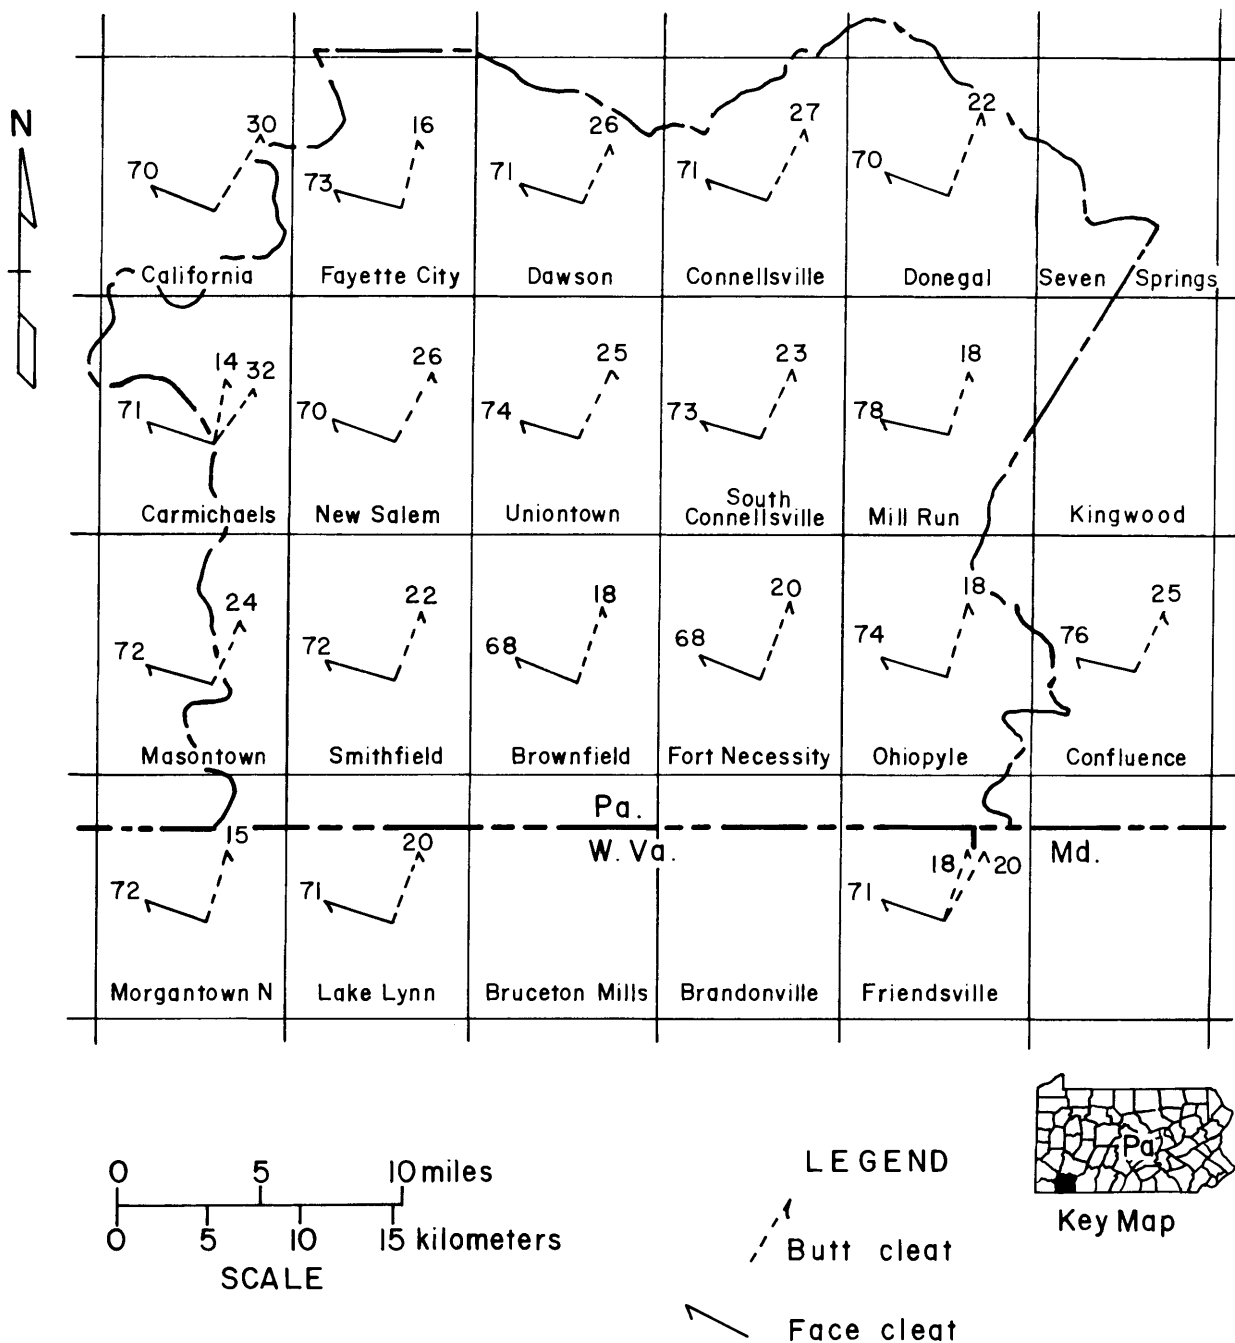 N
30 16 26 27 22
70 73 71 71 70
California Fayette City Dawson Connellsville Donegal Seven Springs
14 32 26 25 23 18
71 70 74 73 78
Carmichaels New Salem Uniontown South Connellsville Mill Run Kingwood
24 22 18 20 18 25
72 72 68 68 74 76
Masontown Smithfield Brownfield Fort Necessity Ohiopyle Confluence
Pa.
W. Va. Md.
15 20 18 20
72 71 71
Morgantown N Lake Lynn Bruceton Mills Brandonville Friendsville
0 5 10 miles
0 5 10 15 kilometers
SCALE
LEGEND
Butt cleat
Face cleat
Pa
Key Map